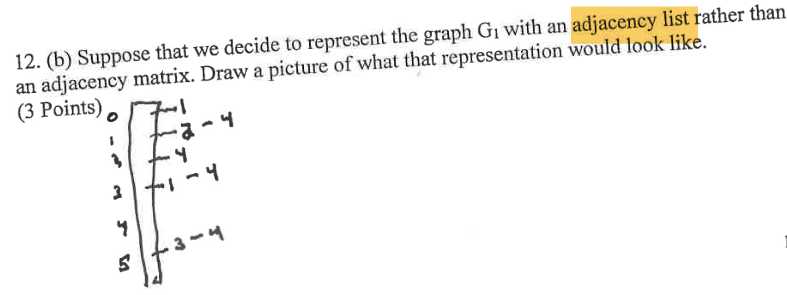 12. (b) Suppose that we decide to represent the graph G₁ with an adjacency list rather than
an adjacency matrix. Draw a picture of what that representation would look like.
(3 Points)
0 - 1
1 - 2 - 4
2 - 4
3 - 1 - 4
4
5 - 3 - 4